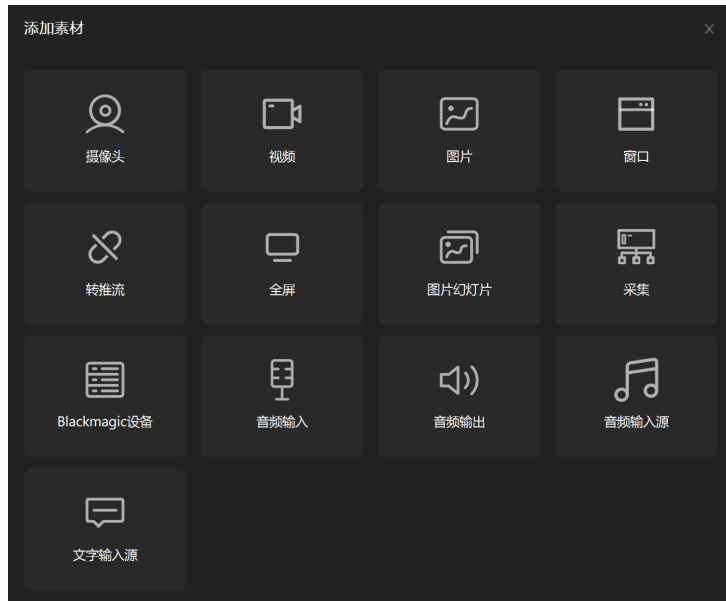 添加素材
x
摄像头
视频
图片
窗口
转推流
全屏
图片幻灯片
采集
Blackmagic设备
音频输入
音频输出
音频输入源
文字输入源